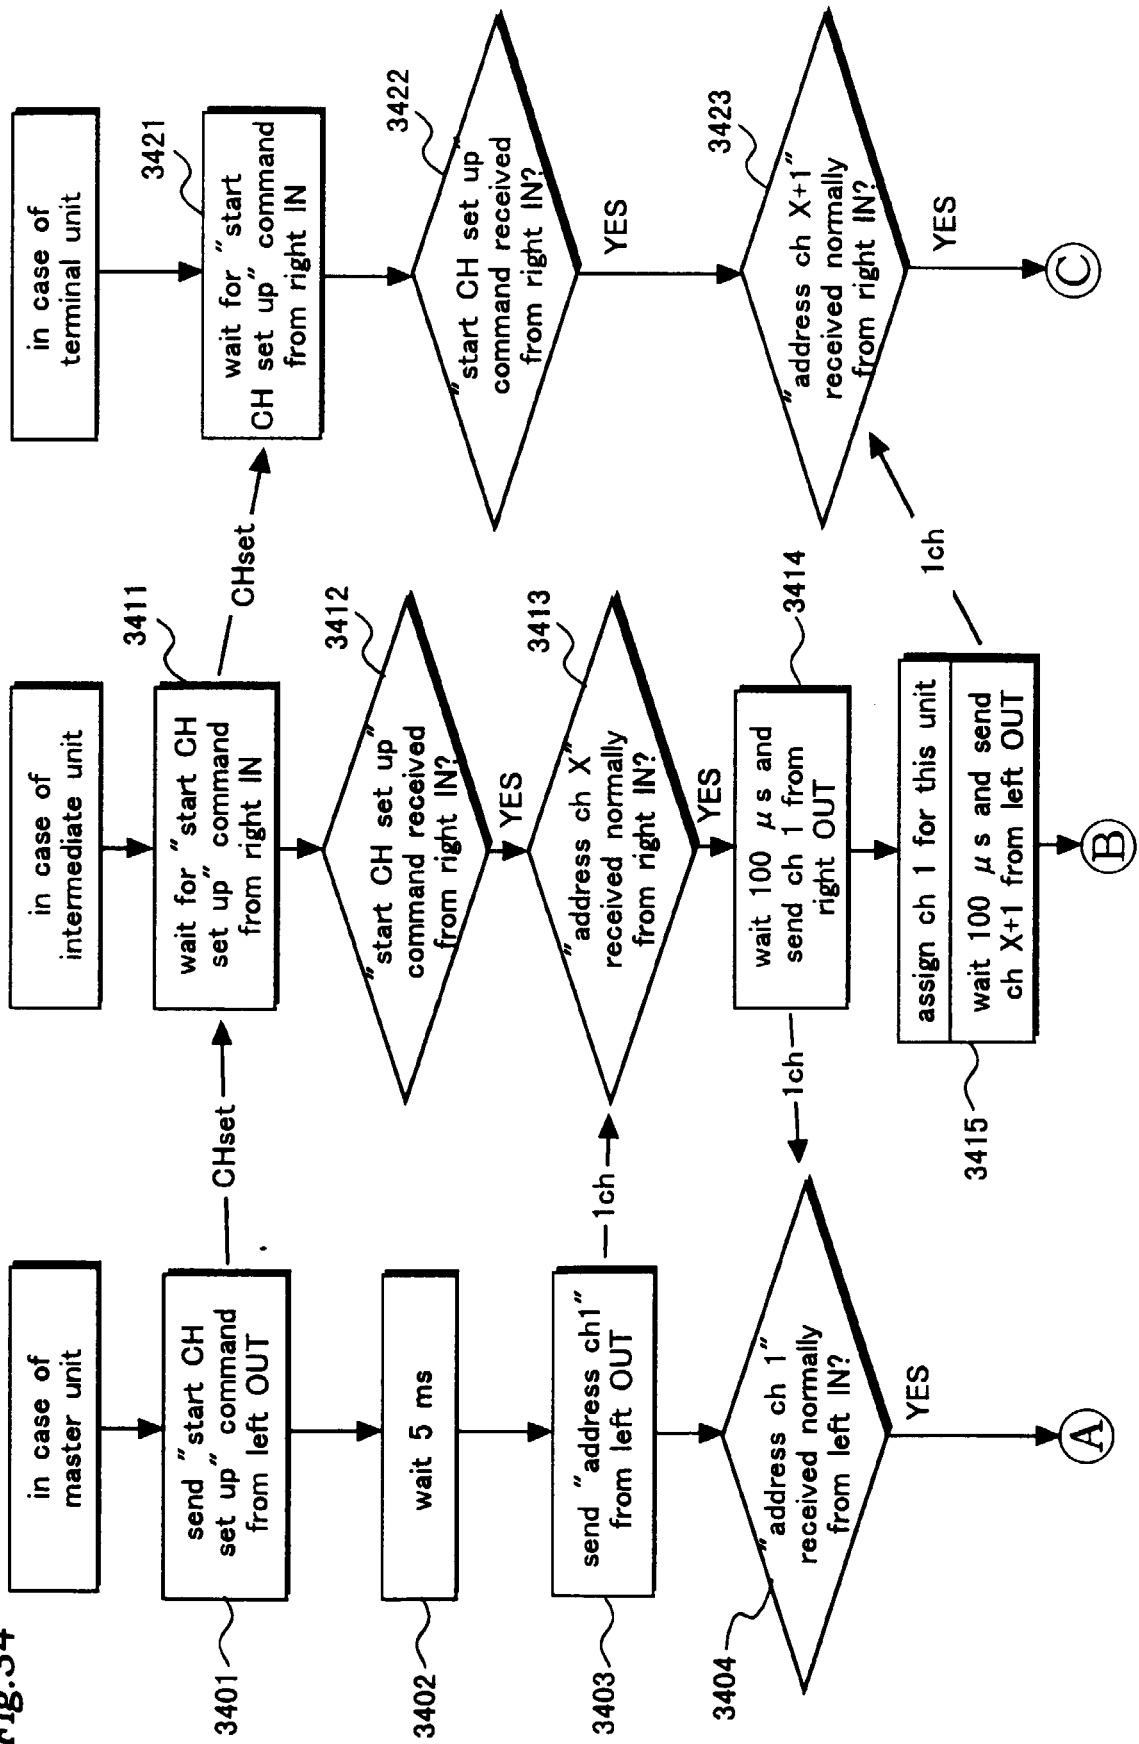 Fig.34
in case of
master unit
3401
send "start CH
set up" command
from left OUT
CHset
3402
wait 5 ms
3403
send "address ch1"
from left OUT
1ch
3404
"address ch 1"
received normally
from left IN?
YES
A
in case of
intermediate unit
3411
wait for "start CH
set up" command
from right IN
CHset
3412
"start CH set up"
command received
from right IN?
YES
3413
"address ch X"
received normally
from right IN?
YES
3414
wait 100 μs and
send ch 1 from
right OUT
1ch
3415
assign ch 1 for this unit
wait 100 μs and send
ch X+1 from left OUT
1ch
B
in case of
terminal unit
3421
wait for "start
CH set up" command
from right IN
3422
"start CH set up
command received
from right IN?
YES
3423
"address ch X+1"
received normally
from right IN?
YES
C